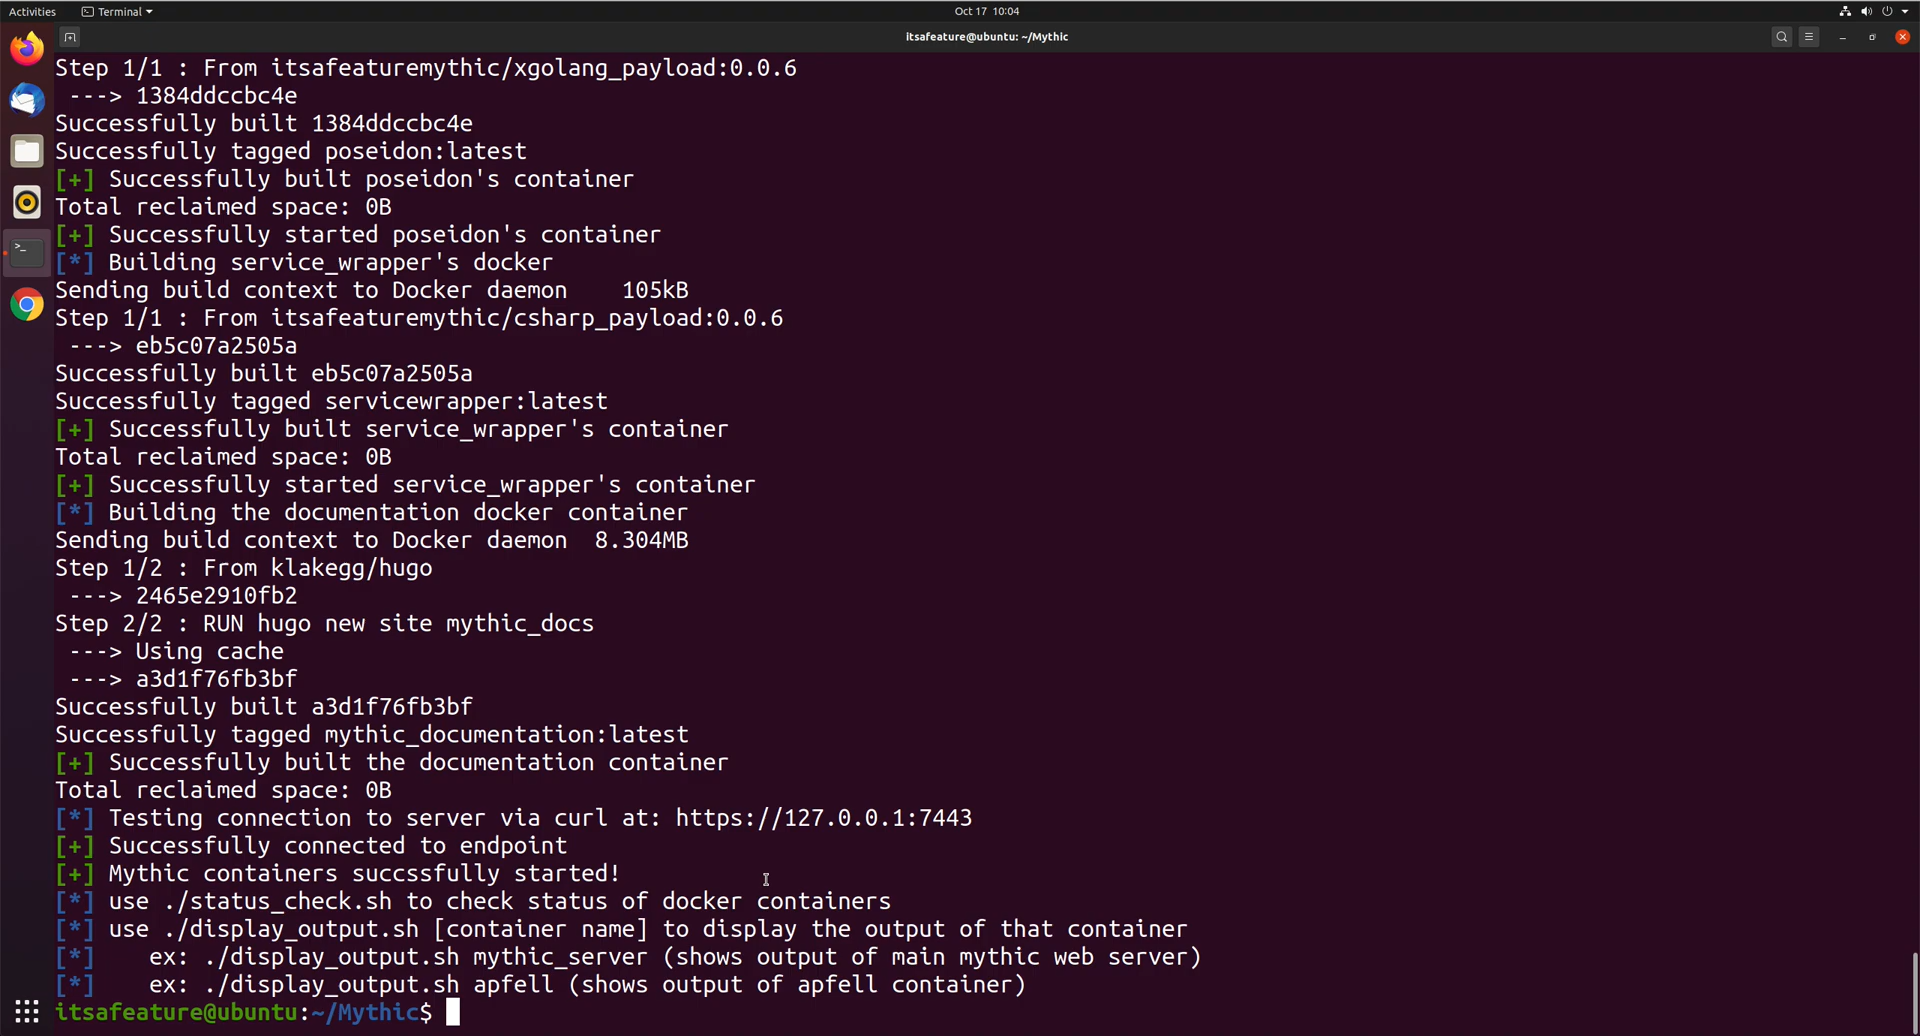 Activities Terminal Oct 17 10:04
itsafeature@ubuntu: ~/Mythic
Step 1/1 : From itsafeaturemythic/xgolang_payload:0.0.6
 ---> 1384ddccbc4e
Successfully built 1384ddccbc4e
Successfully tagged poseidon:latest
[+] Successfully built poseidon's container
Total reclaimed space: 0B
[+] Successfully started poseidon's container
[*] Building service_wrapper's docker
Sending build context to Docker daemon    105kB
Step 1/1 : From itsafeaturemythic/csharp_payload:0.0.6
 ---> eb5c07a2505a
Successfully built eb5c07a2505a
Successfully tagged servicewrapper:latest
[+] Successfully built service_wrapper's container
Total reclaimed space: 0B
[+] Successfully started service_wrapper's container
[*] Building the documentation docker container
Sending build context to Docker daemon  8.304MB
Step 1/2 : From klakegg/hugo
 ---> 2465e2910fb2
Step 2/2 : RUN hugo new site mythic_docs
 ---> Using cache
 ---> a3d1f76fb3bf
Successfully built a3d1f76fb3bf
Successfully tagged mythic_documentation:latest
[+] Successfully built the documentation container
Total reclaimed space: 0B
[*] Testing connection to server via curl at: https://127.0.0.1:7443
[+] Successfully connected to endpoint
[+] Mythic containers succssfully started!
[*] use ./status_check.sh to check status of docker containers
[*] use ./display_output.sh [container name] to display the output of that container
[*]    ex: ./display_output.sh mythic_server (shows output of main mythic web server)
[*]    ex: ./display_output.sh apfell (shows output of apfell container)
itsafeature@ubuntu:~/Mythic$